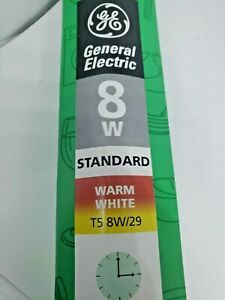 GE
General
Electric
8
W
STANDARD
WARM
WHITE
T5 8W/29